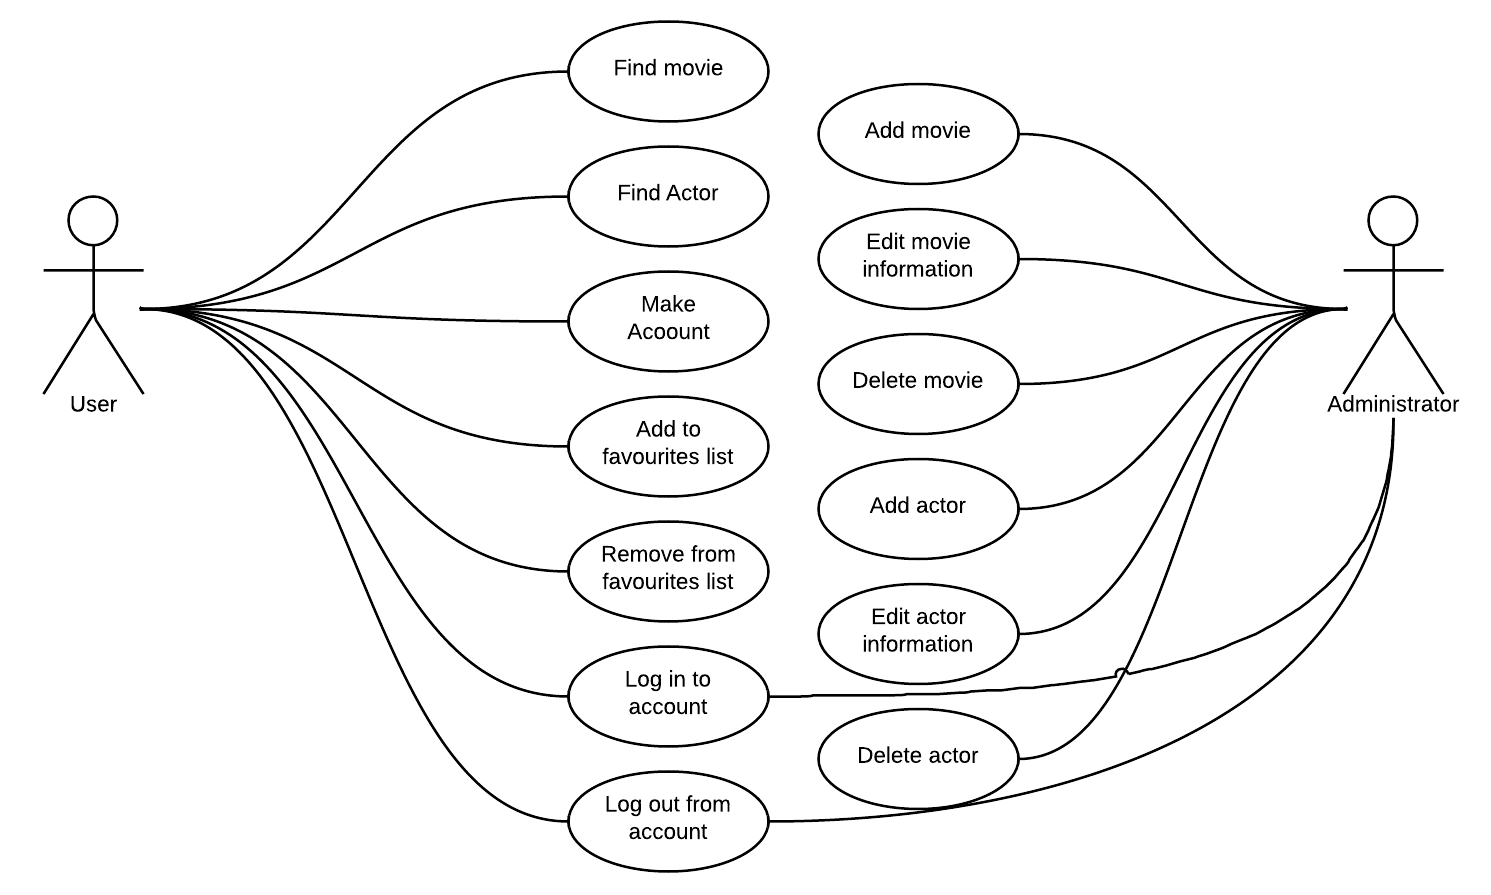 Find movie
Add movie
Find Actor
Edit movie
information
Make
Acoount
Delete movie
User
Administrator
Add to
favourites list
Add actor
Remove from
favourites list
Edit actor
information
Log in to
account
Delete actor
Log out from
account